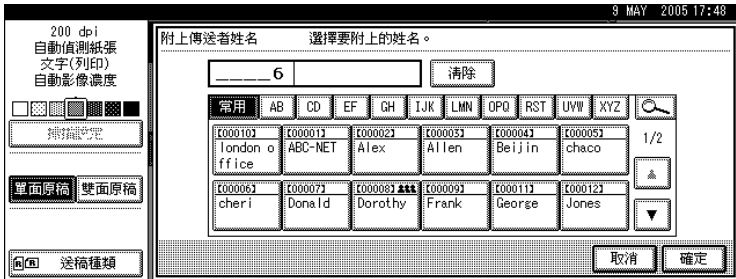 9 MAY 2005 17:48
200 dpi
自動偵測紙張
文字(列印)
自動影像濃度
掃描設定
單面原稿 雙面原稿
送稿種類
附上傳送者姓名 選擇要附上的姓名。
____6 清除
常用 AB CD EF GH IJK LMN OPQ RST UVW XYZ
[00010] [00001] [00002] [00003] [00004] [00005]
london o ABC-NET Alex Allen Beijin chaco
ffice
1/2
[00006] [00007] [00008] [00009] [00011] [00012]
cheri Donald Dorothy Frank George Jones
取消 確定